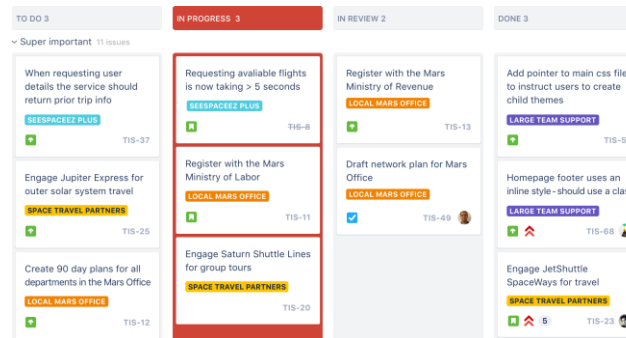 TO DO 3
IN PROGRESS 3
IN REVIEW 2
DONE 3
Super important 11 issues
When requesting user
details the service should
return prior trip info
SEESPACEEZ PLUS
TIS-37
Engage Jupiter Express for
outer solar system travel
SPACE TRAVEL PARTNERS
TIS-25
Create 90 day plans for all
departments in the Mars Office
LOCAL MARS OFFICE
TIS-12
Requesting avaliable flights
is now taking > 5 seconds
SEESPACEEZ PLUS
TIS-8
Register with the Mars
Ministry of Labor
LOCAL MARS OFFICE
TIS-11
Engage Saturn Shuttle Lines
for group tours
SPACE TRAVEL PARTNERS
TIS-20
Register with the Mars
Ministry of Revenue
LOCAL MARS OFFICE
TIS-13
Draft network plan for Mars
Office
LOCAL MARS OFFICE
TIS-49
Add pointer to main css file
to instruct users to create
child themes
LARGE TEAM SUPPORT
TIS-5
Homepage footer uses an
inline style-should use a
LARGE TEAM SUPPORT
TIS-68
Engage JetShuttle
SpaceWays for travel
SPACE TRAVEL PARTNERS
5 TIS-23